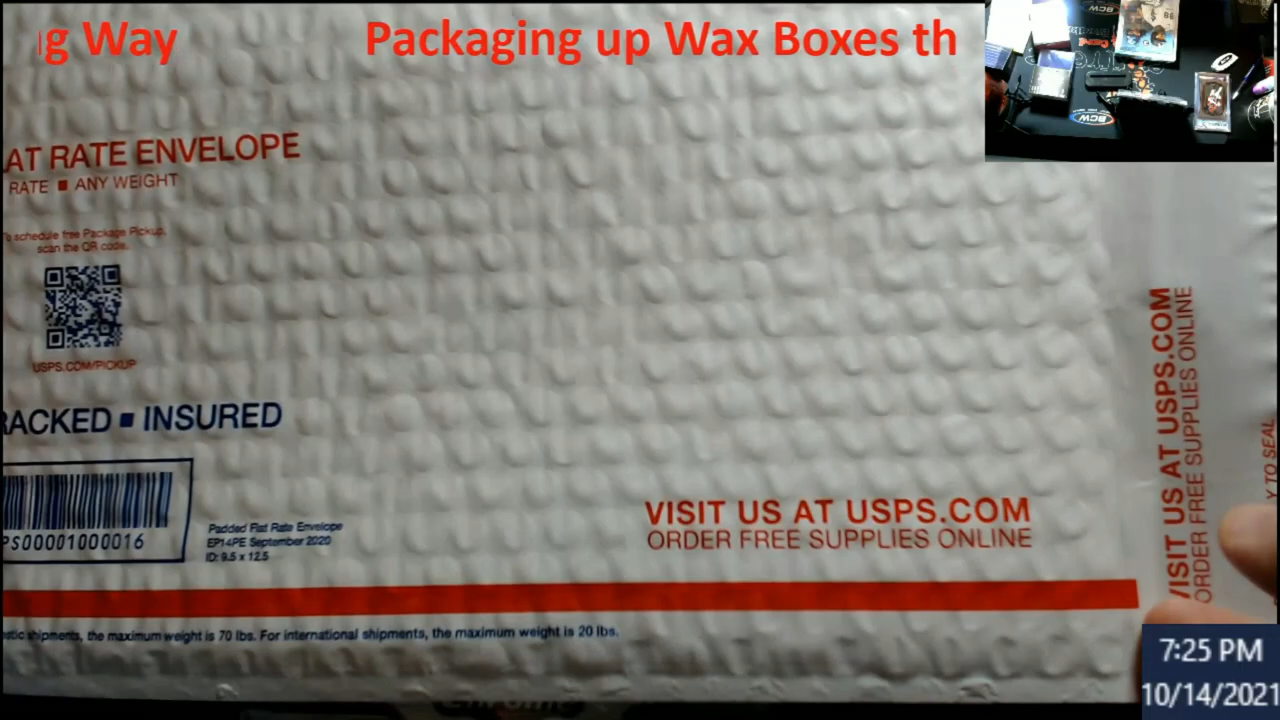 g Way Packaging up Wax Boxes th
BCW
BCW
AT RATE ENVELOPE
RATE ■ ANY WEIGHT
To schedule free Package Pickup,
scan the QR code.
USPS.COM/PICKUP
RACKED ■ INSURED
PS00001000016
Padded Flat Rate Envelope
EP14PE September 2020
ID: 9.5 x 12.5
VISIT US AT USPS.COM
ORDER FREE SUPPLIES ONLINE
VISIT US AT USPS.COM
ORDER FREE SUPPLIES ONLINE
Y TO SEAL
stic shipments, the maximum weight is 70 lbs. For international shipments, the maximum weight is 20 lbs.
7:25 PM
10/14/2021